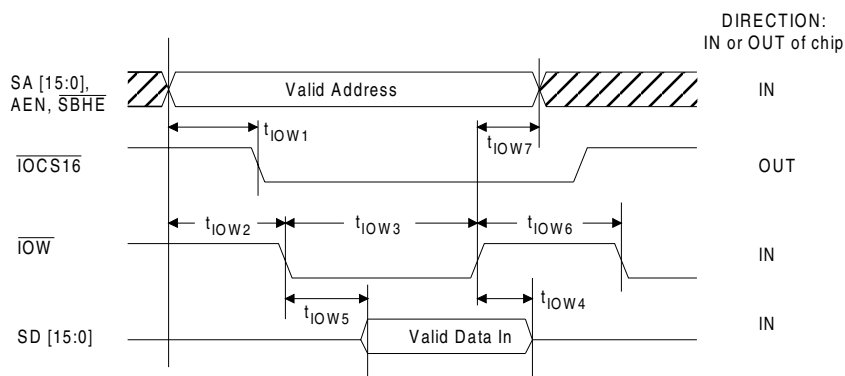 DIRECTION:
IN or OUT of chip
SA [15:0],
AEN, SBHE
Valid Address
IN
tIOW1
tIOW7
IOCS16
OUT
tIOW2
tIOW3
tIOW6
IOW
IN
tIOW5
tIOW4
SD [15:0]
Valid Data In
IN